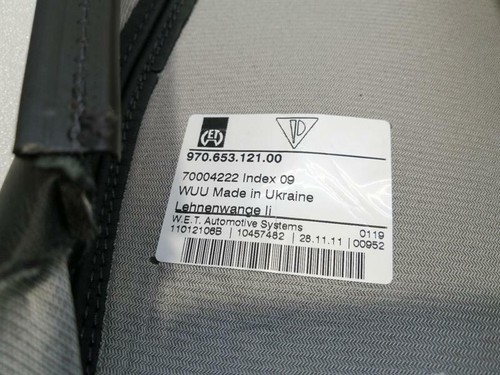 ET
970.653.121.00
70004222 Index 09
WUU Made in Ukraine
Lehnenwange li
W.E.T. Automotive Systems 0119
11012106B | 10457482 | 28.11.11 | 00952